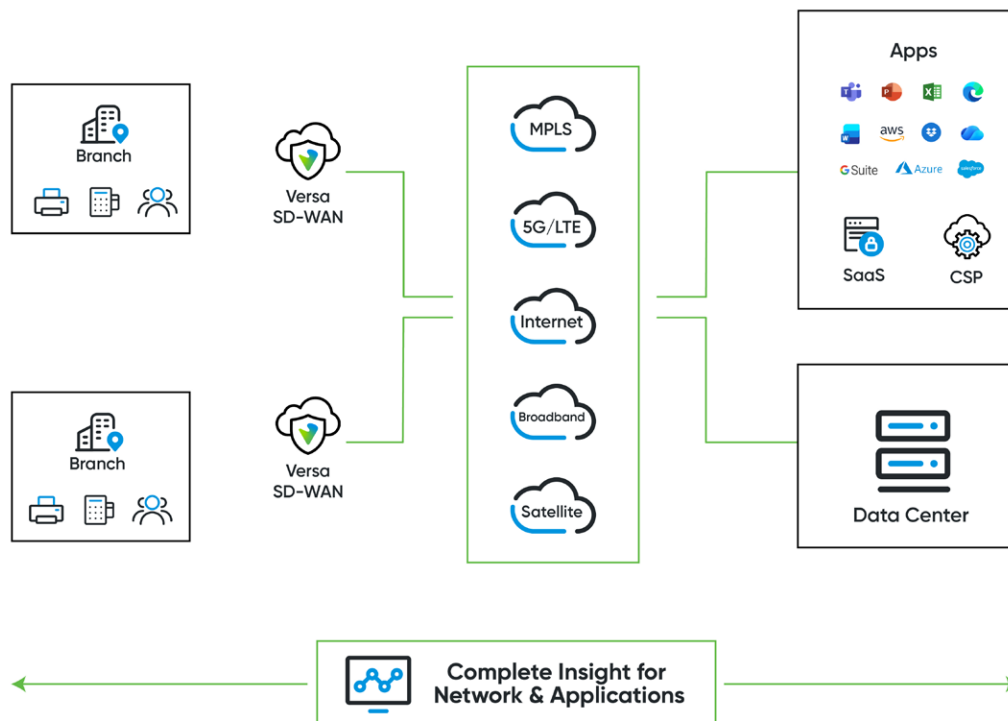 Apps
Branch
Versa
SD-WAN
MPLS
5G/LTE
Internet
Broadband
Satellite
T
P
X
W
aws
G Suite
Azure
salesforce
SaaS
CSP
Branch
Versa
SD-WAN
Data Center
Complete Insight for
Network & Applications